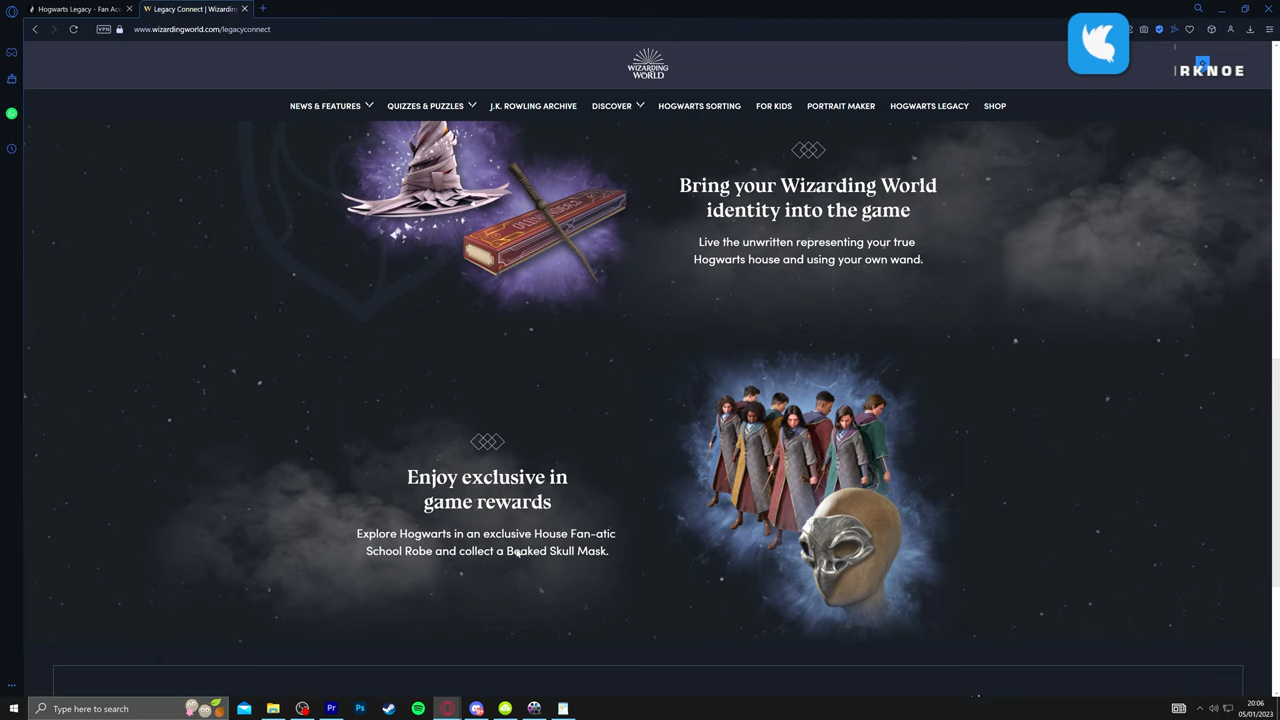 Hogwarts Legacy - Fan Acc
Legacy Connect | Wizardin
VPN
www.wizardingworld.com/legacyconnect
WIZARDING
WORLD
RKNOE
NEWS & FEATURES
QUIZZES & PUZZLES
J.K. ROWLING ARCHIVE
DISCOVER
HOGWARTS SORTING
FOR KIDS
PORTRAIT MAKER
HOGWARTS LEGACY
SHOP
Bring your Wizarding World
identity into the game
Live the unwritten representing your true
Hogwarts house and using your own wand.
Enjoy exclusive in
game rewards
Explore Hogwarts in an exclusive House Fan-atic
School Robe and collect a Beaked Skull Mask.
Type here to search
Pr
Ps
20:06
05/01/2023